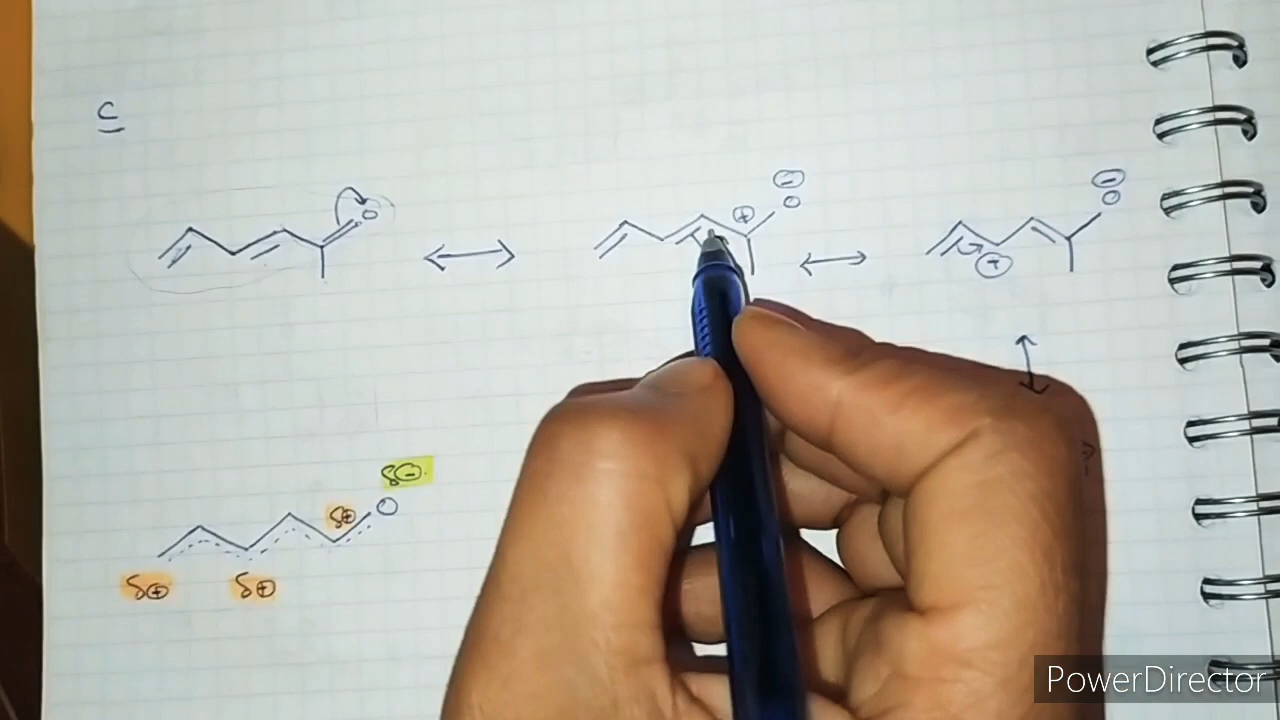 C
O
⊖
⊕
O
⊖
⊕
O
δ⊖
δ⊕
O
δ⊕
δ⊕
PowerDirector